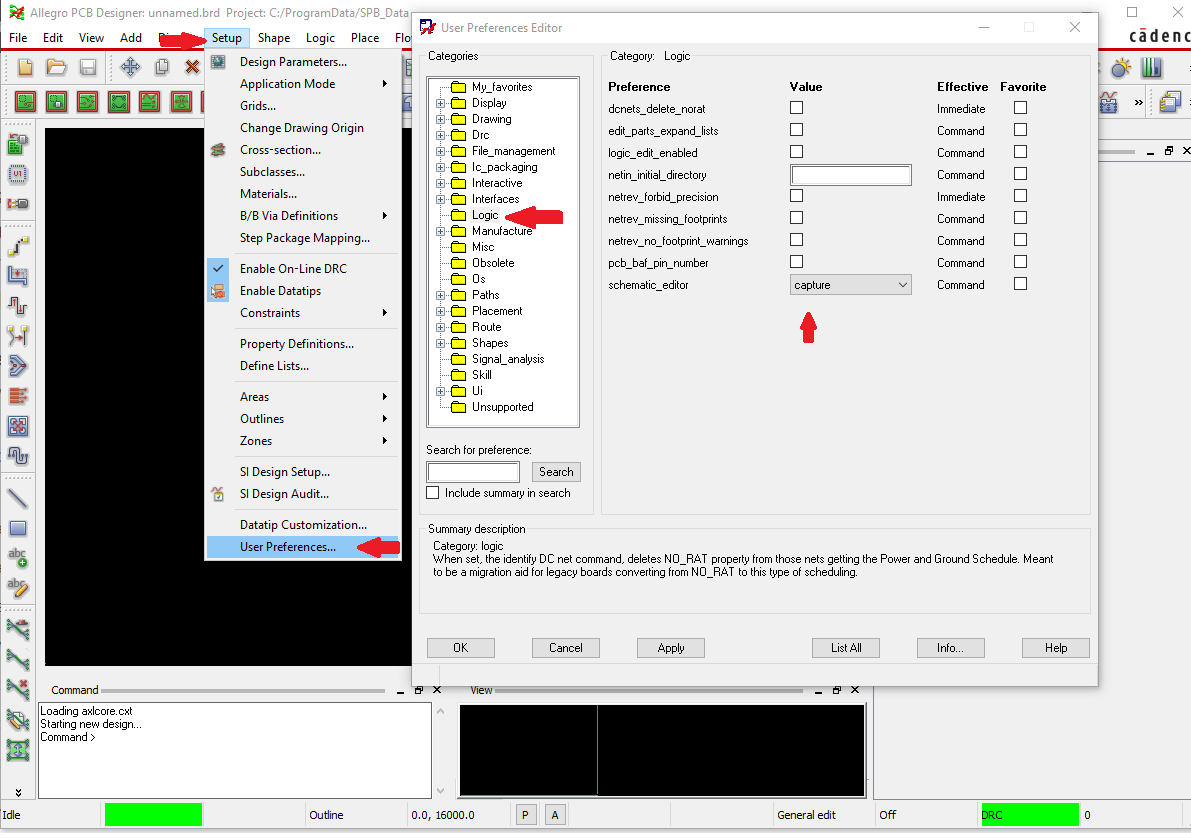 Allegro PCB Designer: unnamed.brd Project: C:/ProgramData/SPB_Data
File Edit View Add Setup Shape Logic Place
cādenc
Design Parameters...
Application Mode
Grids...
Change Drawing Origin
Cross-section...
Subclasses...
Materials...
B/B Via Definitions
Step Package Mapping...
Enable On-Line DRC
Enable Datatips
Constraints
Property Definitions...
Define Lists...
Areas
Outlines
Zones
SI Design Setup...
SI Design Audit...
Datatip Customization...
User Preferences...
User Preferences Editor
Categories
My_favorites
Display
Drawing
Drc
File_management
Ic_packaging
Interactive
Interfaces
Logic
Manufacture
Misc
Obsolete
Os
Paths
Placement
Route
Shapes
Signal_analysis
Skill
Ui
Unsupported
Search for preference:
Search
Include summary in search
Category: Logic
Preference Value Effective Favorite
dcnets_delete_norat Immediate
edit_parts_expand_lists Command
logic_edit_enabled Command
netin_initial_directory Command
netrev_forbid_precision Immediate
netrev_missing_footprints Command
netrev_no_footprint_warnings Command
pcb_baf_pin_number Command
schematic_editor capture Command
Summary description
Category: logic
When set, the identify DC net command, deletes NO_RAT property from those nets getting the Power and Ground Schedule. Meant
to be a migration aid for legacy boards converting from NO_RAT to this type of scheduling.
OK Cancel Apply List All Info... Help
Command
Loading axlcore.cxt
Starting new design...
Command >
View
Idle Outline 0.0, 16000.0 P A General edit Off DRC 0
U1
abc
abc